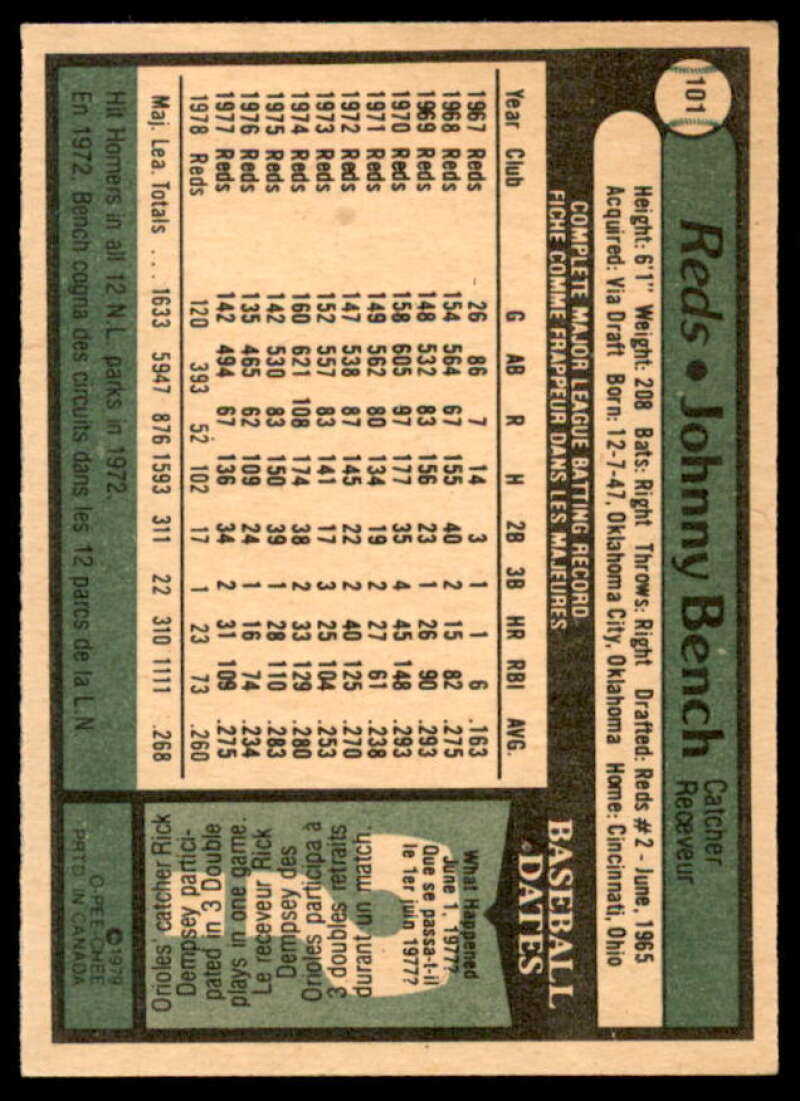 101
Reds • Johnny Bench
Catcher
Receveur
Height: 6'1" Weight: 208 Bats: Right Throws: Right Drafted: Reds #2 - June, 1965
Acquired: Via Draft Born: 12-7-47, Oklahoma City, Oklahoma Home: Cincinnati, Ohio
COMPLETE MAJOR LEAGUE BATTING RECORD
FICHE COMME FRAPPEUR DANS LES MAJEURES
Year Club G AB R H 2B 3B HR RBI AVG.
1967 Reds 26 86 7 14 3 1 1 6 .163
1968 Reds 154 564 67 155 40 2 15 82 .275
1969 Reds 148 532 83 156 23 1 26 90 .293
1970 Reds 158 605 97 177 35 4 45 148 .293
1971 Reds 149 562 80 134 19 2 27 61 .238
1972 Reds 147 538 87 145 22 2 40 125 .270
1973 Reds 152 557 83 141 17 3 25 104 .253
1974 Reds 160 621 108 174 38 2 33 129 .280
1975 Reds 142 530 83 150 39 1 28 110 .283
1976 Reds 135 465 62 109 24 1 16 74 .234
1977 Reds 142 494 67 136 34 2 31 109 .275
1978 Reds 120 393 52 102 17 1 23 73 .260
Maj. Lea. Totals .... 1633 5947 876 1593 311 22 310 1111 .268
Hit Homers in all 12 N.L. parks in 1972.
En 1972. Bench cogna des circuits dans les 12 parcs de la L.N
BASEBALL
DATES
What Happened
June 1, 1977?
Que se passa-t-il
le 1er juin 1977?
Orioles' catcher Rick
Dempsey partici-
pated in 3 Double
plays in one game.
Le receveur Rick
Dempsey des
Orioles participa à
3 doubles retraits
durant un match.
©1979
O-PEE-CHEE
PRTD. IN CANADA